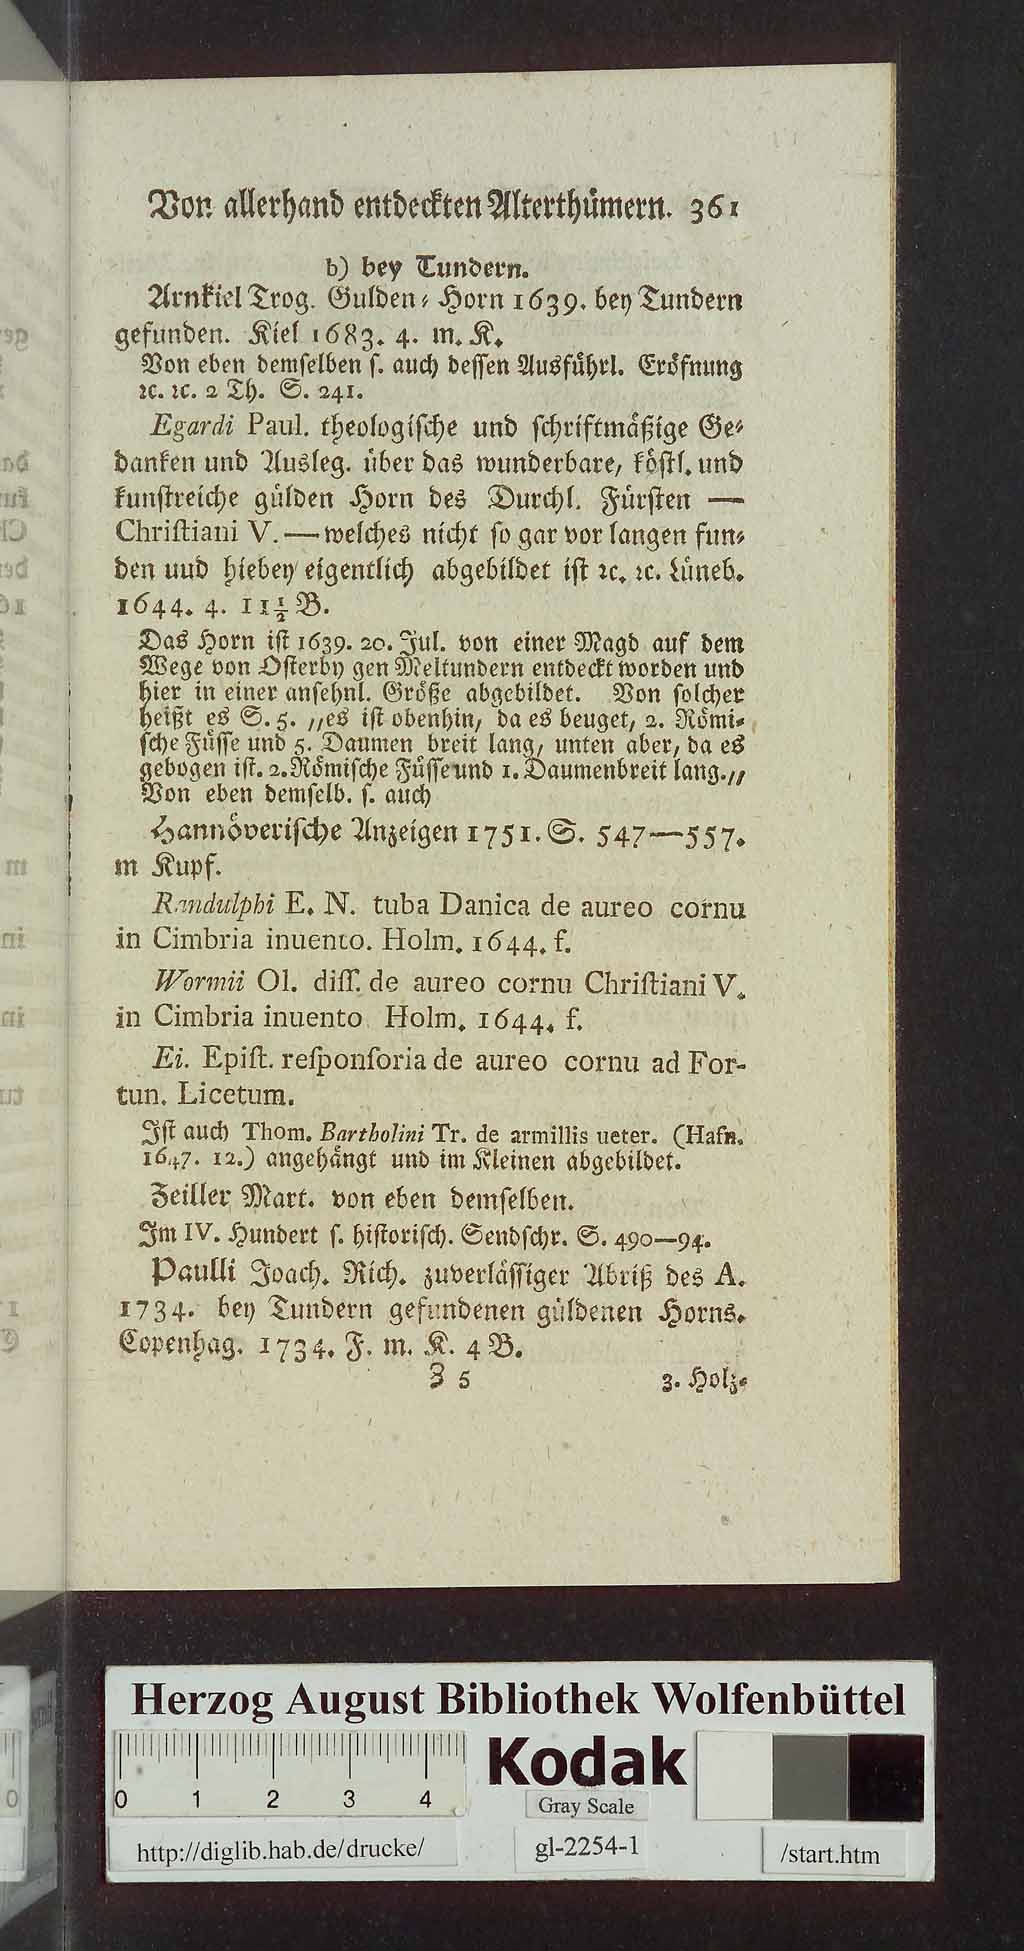 Von allerhand entdeckten Alterthümern. 361
b) bey Tundern.
Arnkiel Trog. Gulden⸗Horn 1639. bey Tundern
gefunden. Kiel 1683. 4. m. K.
Von eben demselben s. auch dessen Ausführl. Eröfnung
ꝛc. ꝛc. 2 Th. S. 241.
Egardi Paul. theologische und schriftmäßige Ge⸗
danken und Ausleg. über das wunderbare, köstl. und
kunstreiche gülden Horn des Durchl. Fürsten —
Christiani V. — welches nicht so gar vor langen fun⸗
den uud hiebey eigentlich abgebildet ist ꝛc. ꝛc. Lüneb.
1644. 4. 11½ B.
Das Horn ist 1639. 20. Jul. von einer Magd auf dem
Wege von Osterby gen Meltundern entdeckt worden und
hier in einer ansehnl. Größe abgebildet. Von solcher
heißt es S. 5. „es ist obenhin, da es beuget, 2. Römi⸗
sche Füsse und 5. Daumen breit lang, unten aber, da es
gebogen ist. 2. Römische Füsse und 1. Daumenbreit lang.„
Von eben demselb. s. auch
Hannöverische Anzeigen 1751. S. 547—557.
m Kupf.
Randulphi E. N. tuba Danica de aureo cornu
in Cimbria inuento. Holm. 1644. f.
Wormii Ol. diss. de aureo cornu Christiani V.
in Cimbria inuento Holm. 1644. f.
Ei. Epist. responsoria de aureo cornu ad For-
tun. Licetum.
Ist auch Thom. Bartholini Tr. de armillis ueter. (Hafn.
1647. 12.) angehängt und im Kleinen abgebildet.
Zeiller Mart. von eben demselben.
Im IV. Hundert s. historisch. Sendschr. S. 490—94.
Paulli Joach. Rich. zuverlässiger Abriß des A.
1734. bey Tundern gefundenen güldenen Horns.
Copenhag. 1734. F. m. K. 4 B.
Z 5 3. Holz⸗
Herzog August Bibliothek Wolfenbüttel
0 1 2 3 4
Kodak
Gray Scale
http://diglib.hab.de/drucke/ gl-2254-1 /start.htm